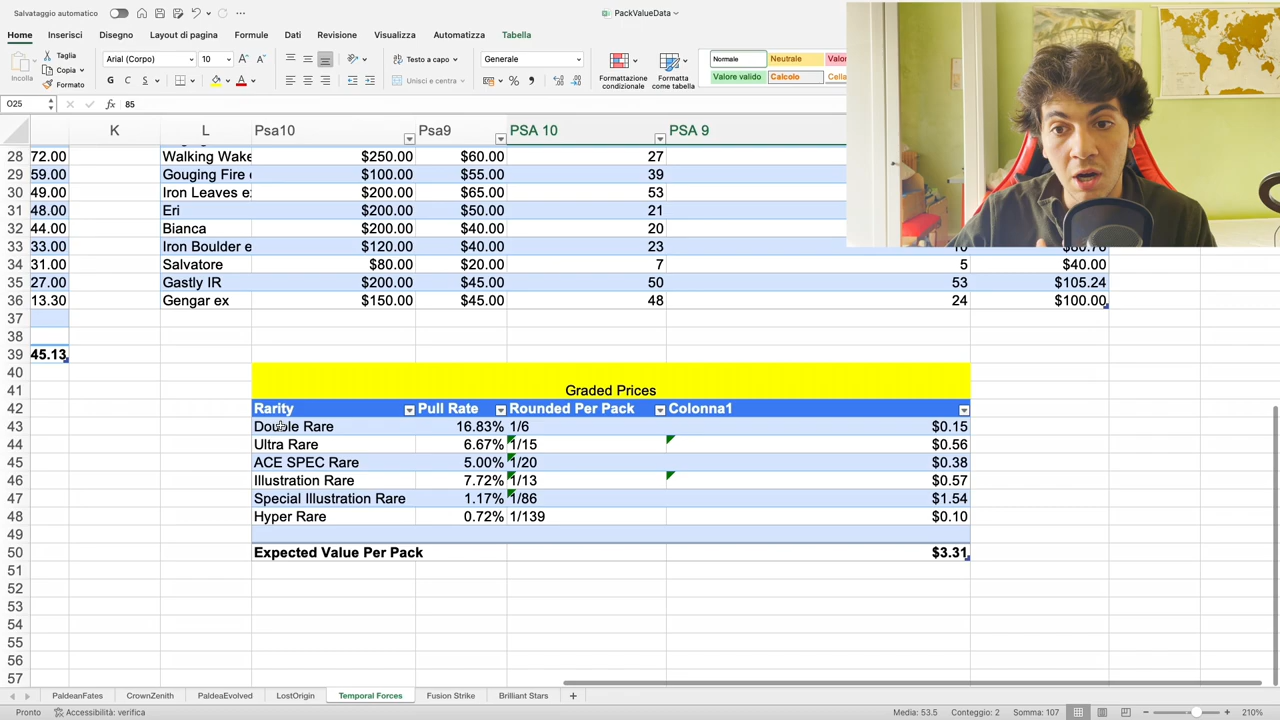 Salvataggio automatico
PackValueData
Home Inserisci Disegno Layout di pagina Formule Dati Revisione Visualizza Automatizza Tabella
Incolla
Taglia
Copia
Formato
Arial (Corpo) 10
G C S
Testo a capo
Unisci e centra
Generale
Formattazione condizionale
Formatta come tabella
Normale Neutrale
Valore valido Calcolo
O25 fx 85
K L Psa10 Psa9 PSA 10 PSA 9
28 72.00 Walking Wake $250.00 $60.00 27
29 59.00 Gouging Fire $100.00 $55.00 39
30 49.00 Iron Leaves e $200.00 $65.00 53
31 48.00 Eri $200.00 $50.00 21
32 44.00 Bianca $200.00 $40.00 20
33 33.00 Iron Boulder e $120.00 $40.00 23
34 31.00 Salvatore $80.00 $20.00 7 5 $40.00
35 27.00 Gastly IR $200.00 $45.00 50 53 $105.24
36 13.30 Gengar ex $150.00 $45.00 48 24 $100.00
37
38
39 45.13
40
41 Graded Prices
42 Rarity Pull Rate Rounded Per Pack Colonna1
43 Double Rare 16.83% 1/6 $0.15
44 Ultra Rare 6.67% 1/15 $0.56
45 ACE SPEC Rare 5.00% 1/20 $0.38
46 Illustration Rare 7.72% 1/13 $0.57
47 Special Illustration Rare 1.17% 1/86 $1.54
48 Hyper Rare 0.72% 1/139 $0.10
49
50 Expected Value Per Pack $3.31
51
52
53
54
55
56
57
PaldeanFates CrownZenith PaldeaEvolved LostOrigin Temporal Forces Fusion Strike Brilliant Stars
Pronto Accessibilità: verifica Media: 53.5 Conteggio: 2 Somma: 107 210%